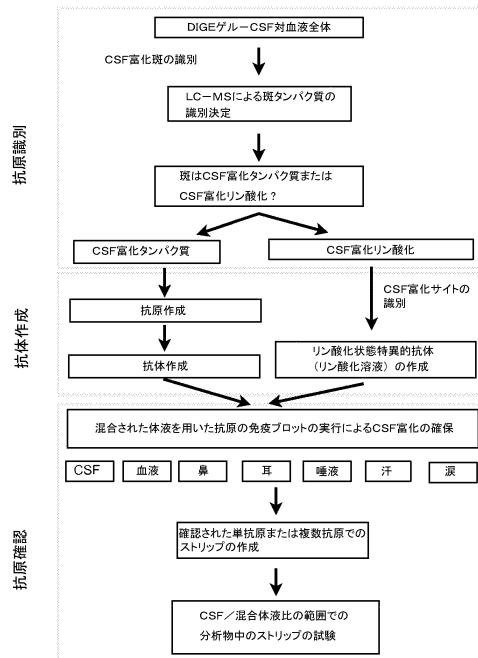 DIGEゲルーCSF対血液全体
CSF富化斑の識別
LCーMSによる斑タンパク質の
識別決定
斑はCSF富化タンパク質または
CSF富化リン酸化？
CSF富化タンパク質
CSF富化リン酸化
抗原識別
CSF富化サイトの
識別
抗原作成
抗体作成
リン酸化状態特異的抗体
（リン酸化溶液）の作成
抗体作成
混合された体液を用いた抗原の免疫ブロットの実行によるCSF富化の確保
CSF
血液
鼻
耳
唾液
汗
涙
確認された単抗原または複数抗原での
ストリップの作成
抗原確認
CSF／混合体液比の範囲での
分析物中のストリップの試験